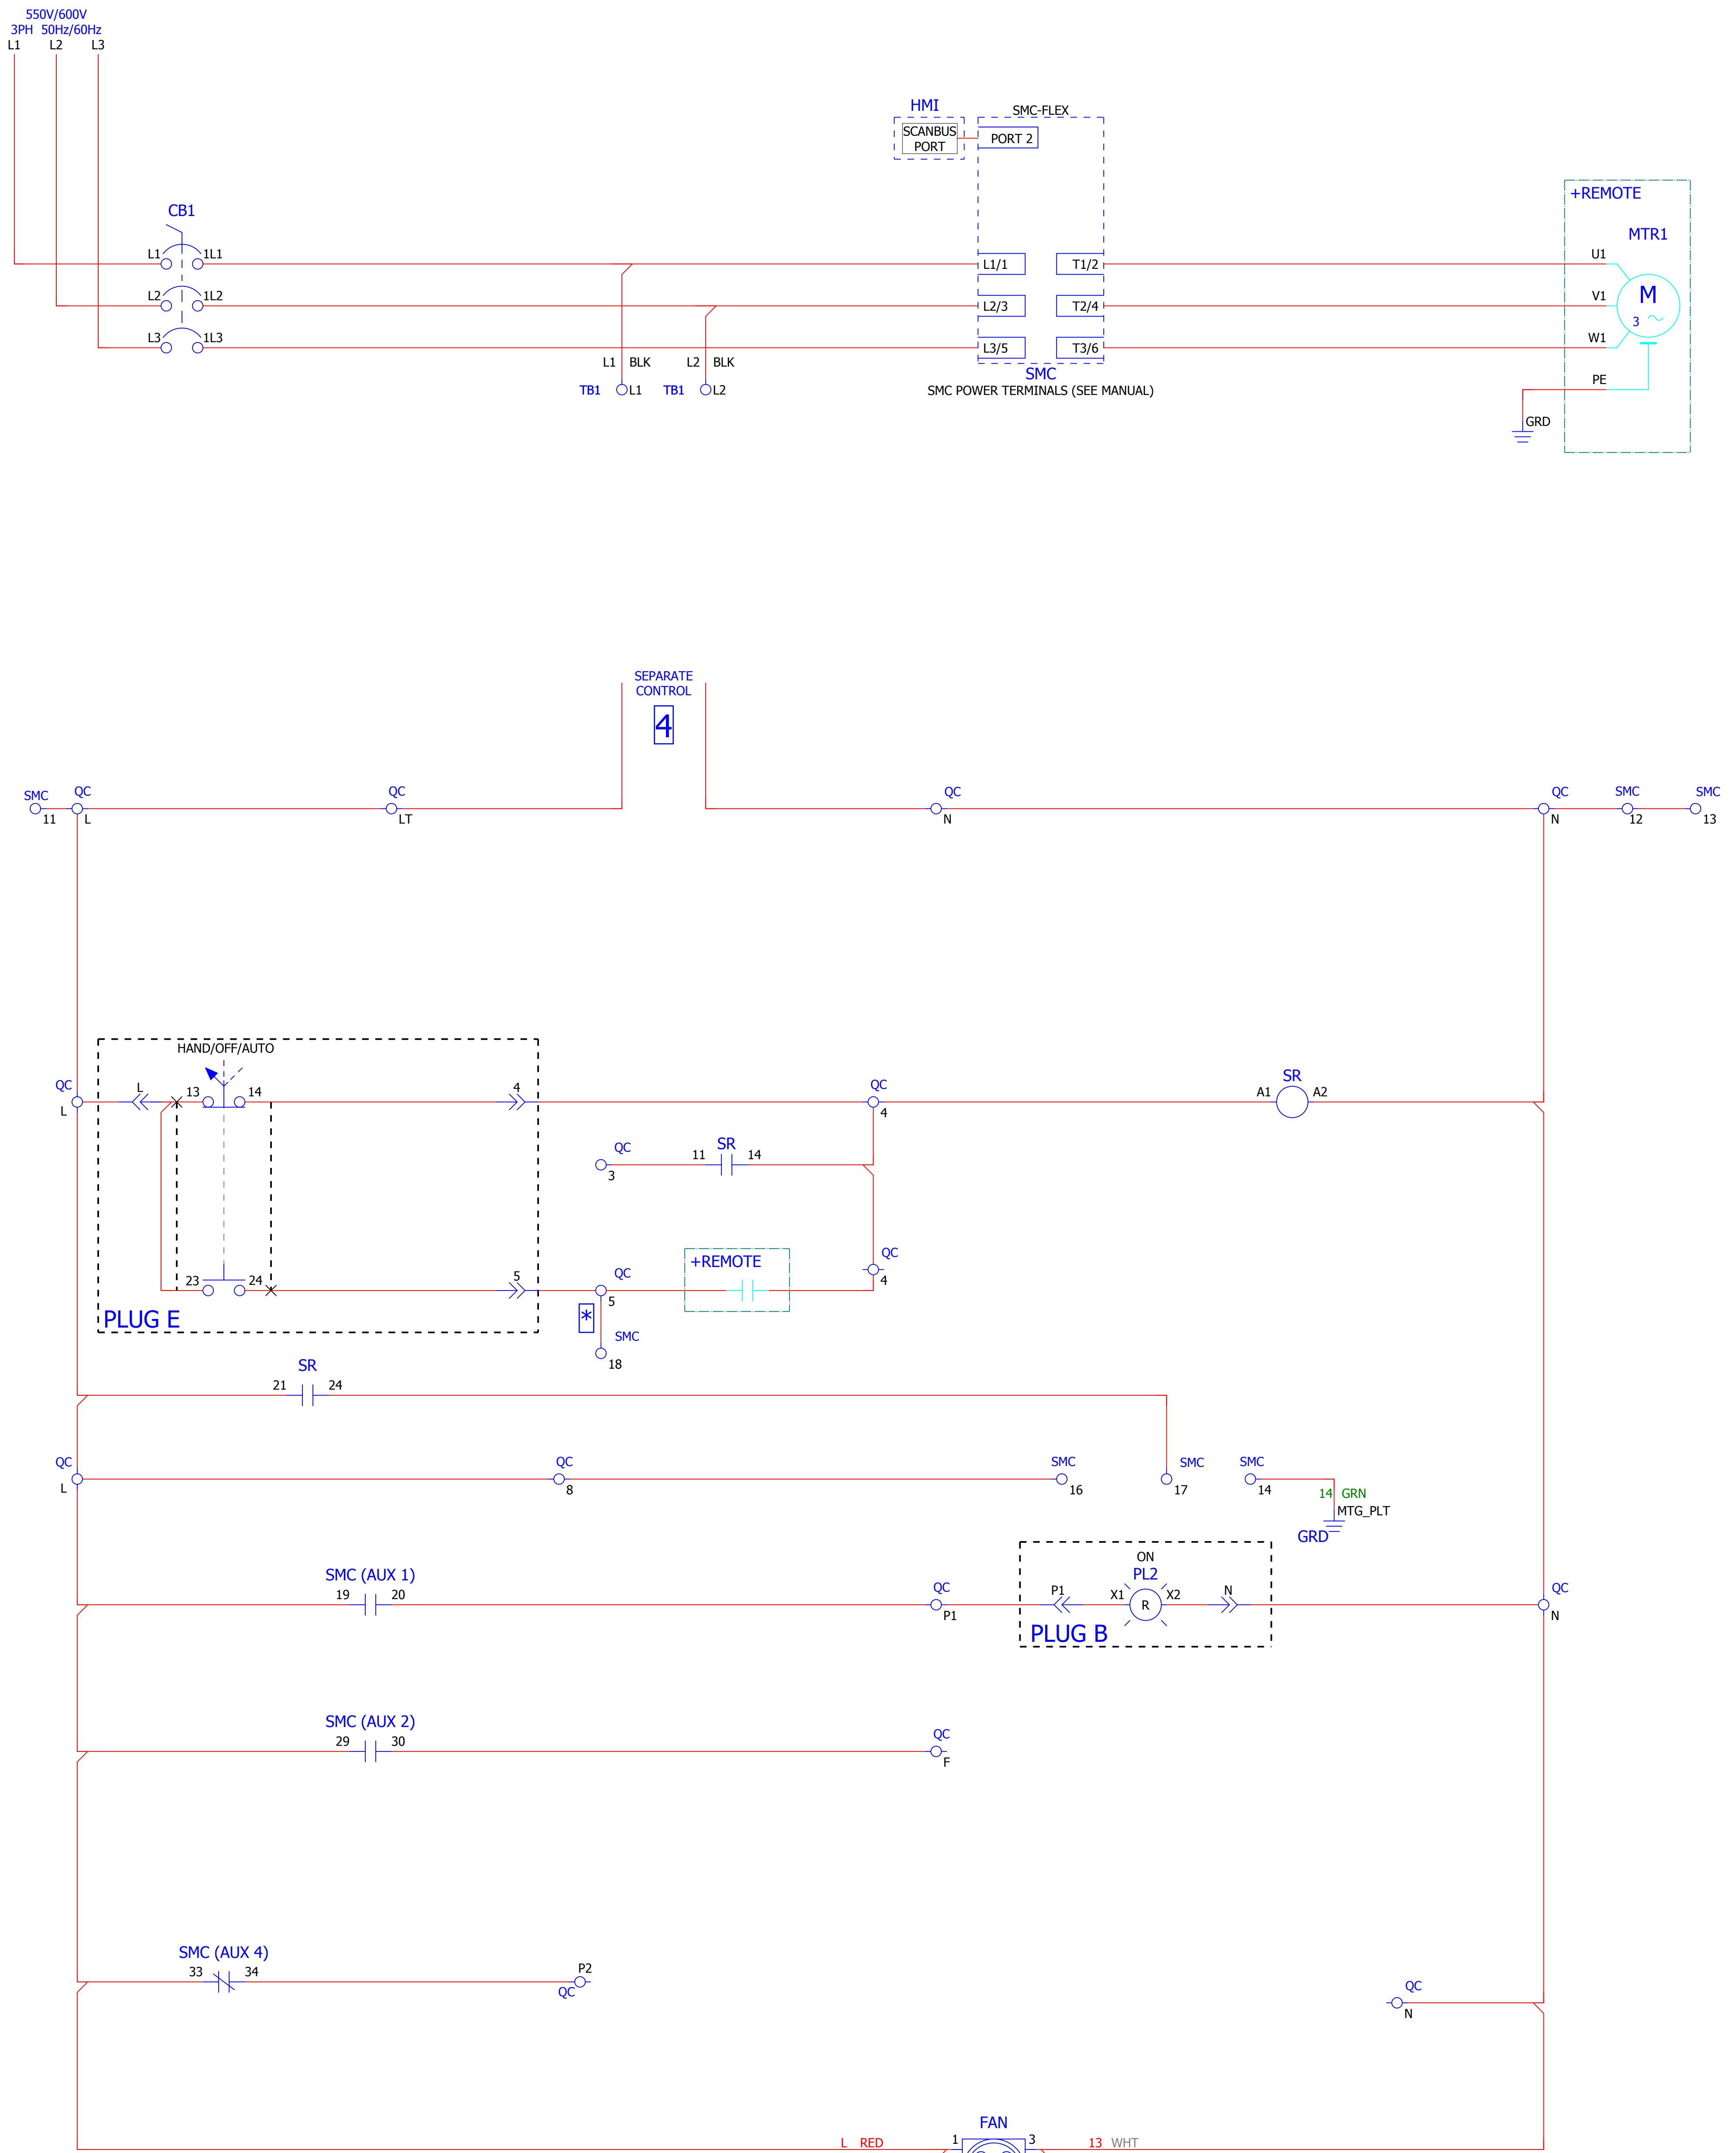 550V/600V
3PH 50Hz/60Hz
L1 L2 L3
HMI
SCANBUS
PORT
SMC-FLEX
PORT 2
+REMOTE
MTR1
CB1
L1 1L1
L2 1L2
L3 1L3
L1/1 T1/2
L2/3 T2/4
L3/5 T3/6
U1
V1
W1
PE
M
3
GRD
L1 BLK L2 BLK
TB1 L1 TB1 L2
SMC
SMC POWER TERMINALS (SEE MANUAL)
SEPARATE
CONTROL
4
SMC QC QC QC QC SMC SMC
11 L LT N N 12 13
HAND/OFF/AUTO
QC L 13 14 4 QC SR
A1 A2
L 4
QC SR
11 14
3
+REMOTE
QC
4
23 24 5 QC
5
PLUG E
*
SMC
18
SR
21 24
QC QC SMC SMC SMC
L 8 16 17 14
14 GRN
MTG_PLT
GRD
SMC (AUX 1)
19 20
QC
P1
ON
PL2
P1 X1 R X2 N
PLUG B
QC
N
SMC (AUX 2)
29 30
QC
F
SMC (AUX 4)
33 34
P2
QC
QC
N
FAN
L RED 1 3 13 WHT